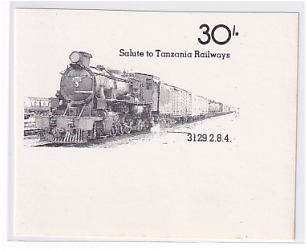 30/-
Salute to Tanzania Railways
3129 2.8.4.